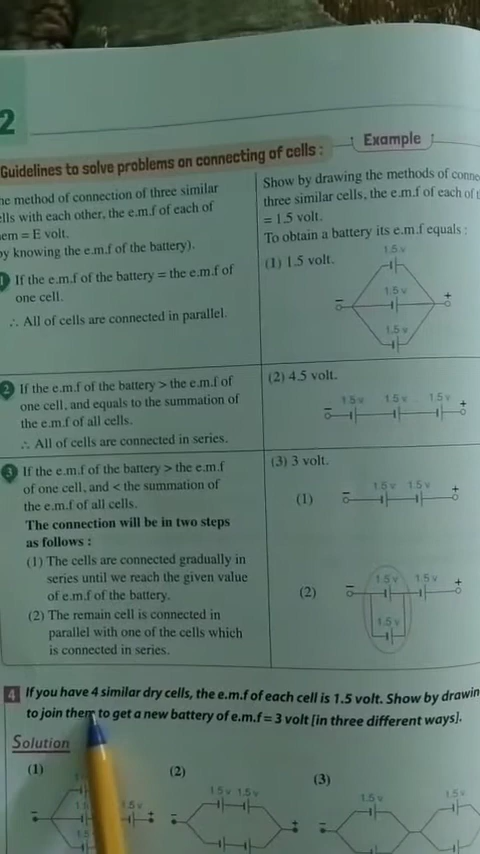 2
Guidelines to solve problems on connecting of cells :
Example
the method of connection of three similar
cells with each other, the e.m.f of each of
them = E volt.
by knowing the e.m.f of the battery).
1 If the e.m.f of the battery = the e.m.f of
one cell.
∴ All of cells are connected in parallel.
Show by drawing the methods of
three similar cells, the e.m.f of each of
= 1.5 volt.
To obtain a battery its e.m.f equals :
(1) 1.5 volt.
1.5 v
1.5 v
1.5 v
− +
2 If the e.m.f of the battery > the e.m.f of
one cell, and equals to the summation of
the e.m.f of all cells.
∴ All of cells are connected in series.
(2) 4.5 volt.
1.5 v 1.5 v 1.5 v
− +
3 If the e.m.f of the battery > the e.m.f
of one cell, and < the summation of
the e.m.f of all cells.
The connection will be in two steps
as follows :
(1) The cells are connected gradually in
series until we reach the given value
of e.m.f of the battery.
(2) The remain cell is connected in
parallel with one of the cells which
is connected in series.
(3) 3 volt.
(1)
1.5 v 1.5 v
− +
(2)
1.5 v 1.5 v
− +
1.5 v
4 If you have 4 similar dry cells, the e.m.f of each cell is 1.5 volt. Show by
to join them to get a new battery of e.m.f = 3 volt [in three different ways].
Solution
(1) (2) (3)
1.5 v
1.5 v 1.5 v
1.5 v 1.5 v
− +
− +
−